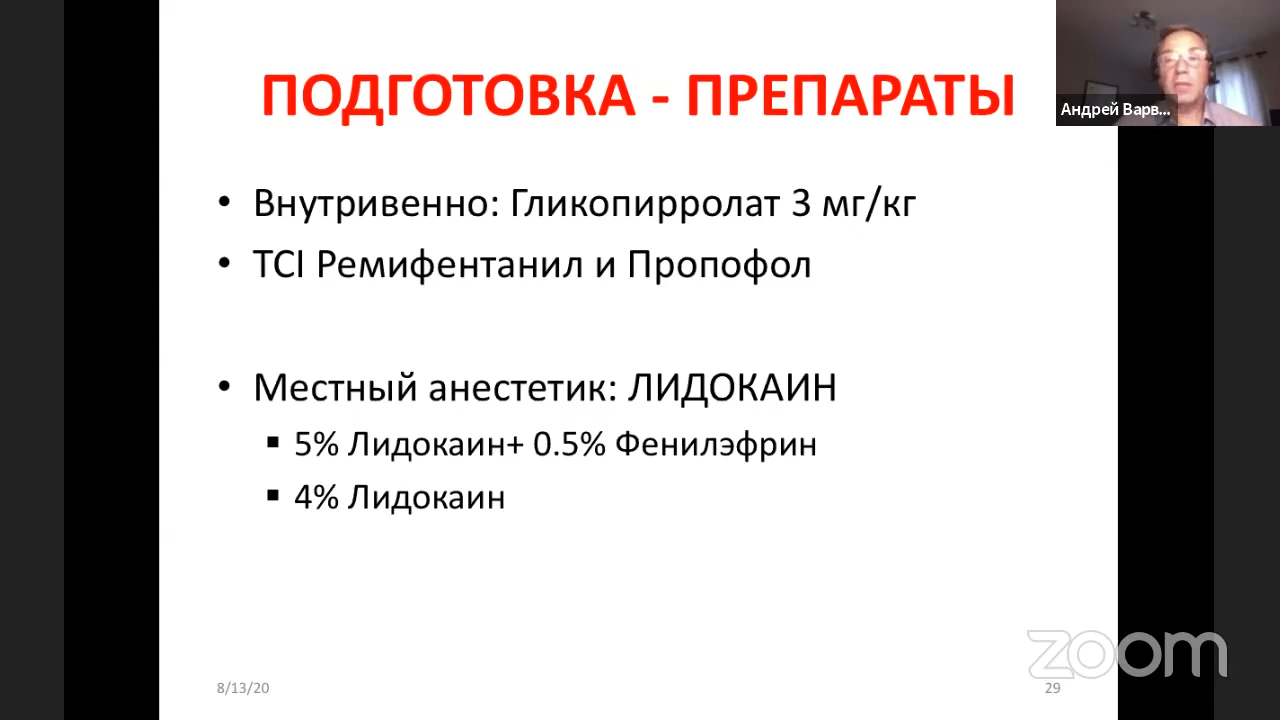 ПОДГОТОВКА - ПРЕПАРАТЫ
Андрей Варв...
• Внутривенно: Гликопирролат 3 мг/кг
• TCI Ремифентанил и Пропофол
• Местный анестетик: ЛИДОКАИН
▪ 5% Лидокаин+ 0.5% Фенилэфрин
▪ 4% Лидокаин
zoom
8/13/20
29